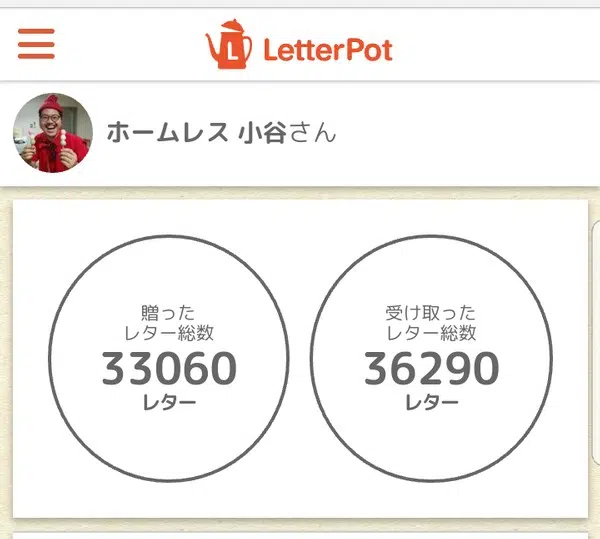 L LetterPot
ホームレス 小谷さん
贈った
レター総数
33060
レター
受け取った
レター総数
36290
レター